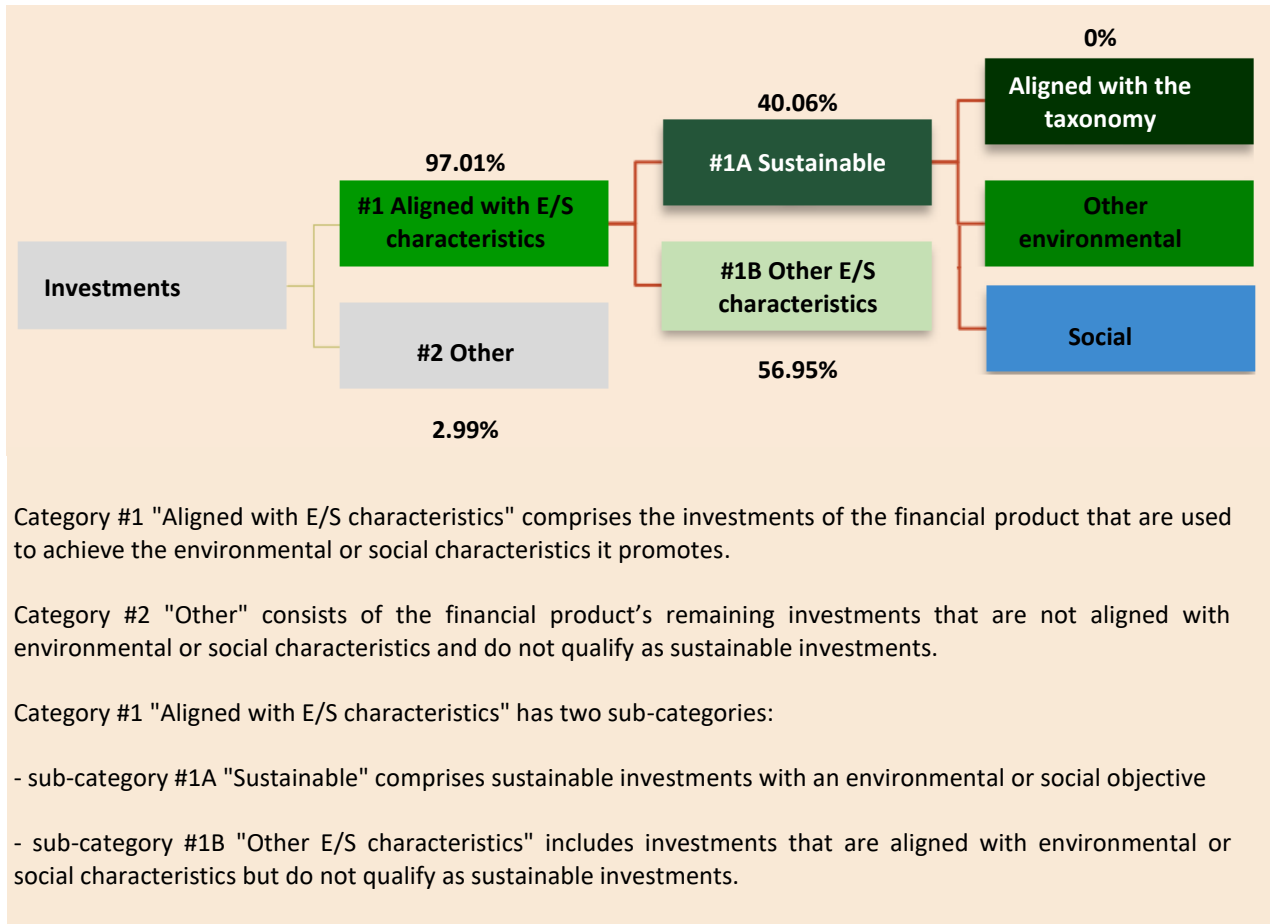 0%
Aligned with the
taxonomy
40.06%
#1A Sustainable
97.01%
#1 Aligned with E/S
characteristics
Other
environmental
#1B Other E/S
characteristics
Investments
Social
#2 Other
56.95%
2.99%
Category #1 "Aligned with E/S characteristics" comprises the investments of the financial product that are used
to achieve the environmental or social characteristics it promotes.
Category #2 "Other" consists of the financial product’s remaining investments that are not aligned with
environmental or social characteristics and do not qualify as sustainable investments.
Category #1 "Aligned with E/S characteristics" has two sub-categories:
- sub-category #1A "Sustainable" comprises sustainable investments with an environmental or social objective
- sub-category #1B "Other E/S characteristics" includes investments that are aligned with environmental or
social characteristics but do not qualify as sustainable investments.